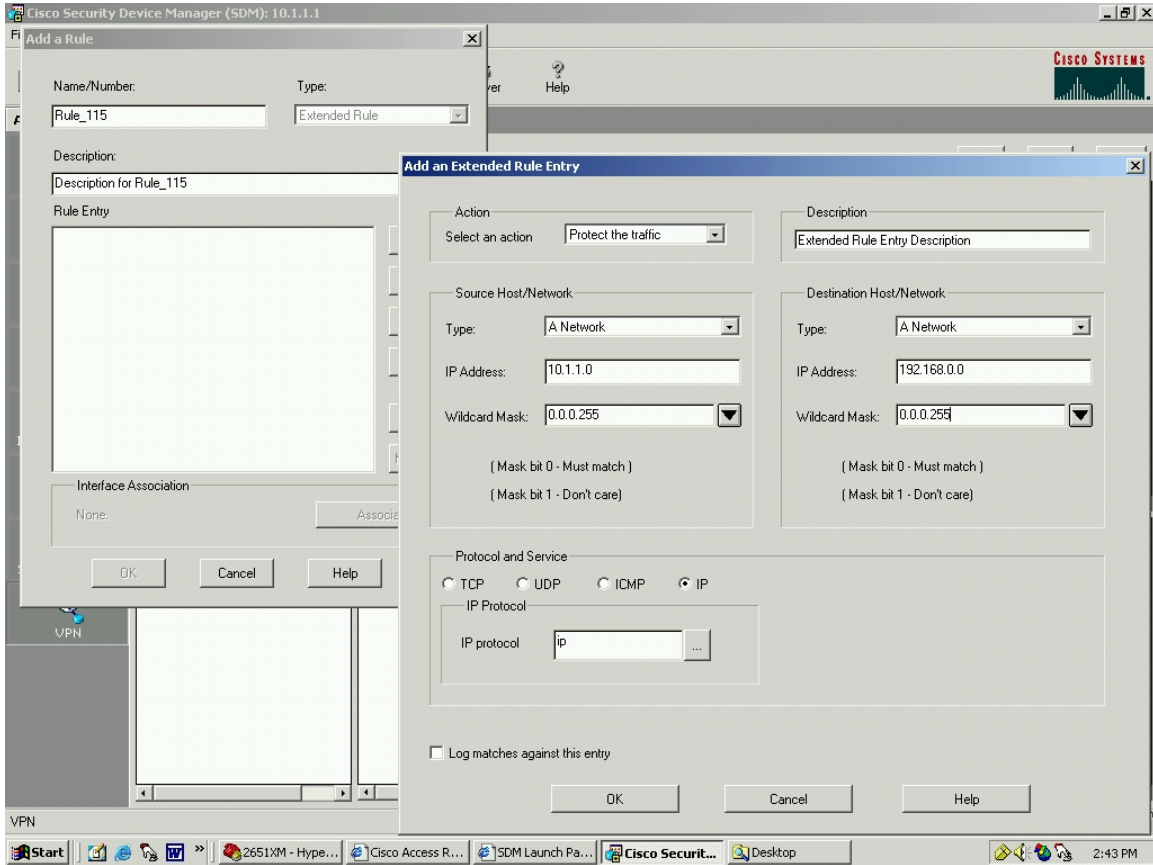 Cisco Security Device Manager (SDM): 10.1.1.1
Add a Rule
Name/Number:
Type:
Rule_115
Extended Rule
Description:
Description for Rule_115
Rule Entry
Interface Association
None.
OK
Cancel
Help
Help
CISCO SYSTEMS
Add an Extended Rule Entry
Action
Select an action
Protect the traffic
Description
Extended Rule Entry Description
Source Host/Network
Type:
A Network
IP Address:
10.1.1.0
Wildcard Mask:
0.0.0.255
( Mask bit 0 - Must match )
( Mask bit 1 - Don't care)
Destination Host/Network
Type:
A Network
IP Address:
192.168.0.0
Wildcard Mask:
0.0.0.255
( Mask bit 0 - Must match )
( Mask bit 1 - Don't care)
Protocol and Service
TCP
UDP
ICMP
IP
IP Protocol
IP protocol
ip
...
Log matches against this entry
OK
Cancel
Help
VPN
VPN
Start
»
2651XM - Hype...
Cisco Access R...
SDM Launch Pa...
Cisco Securit...
Desktop
2:43 PM